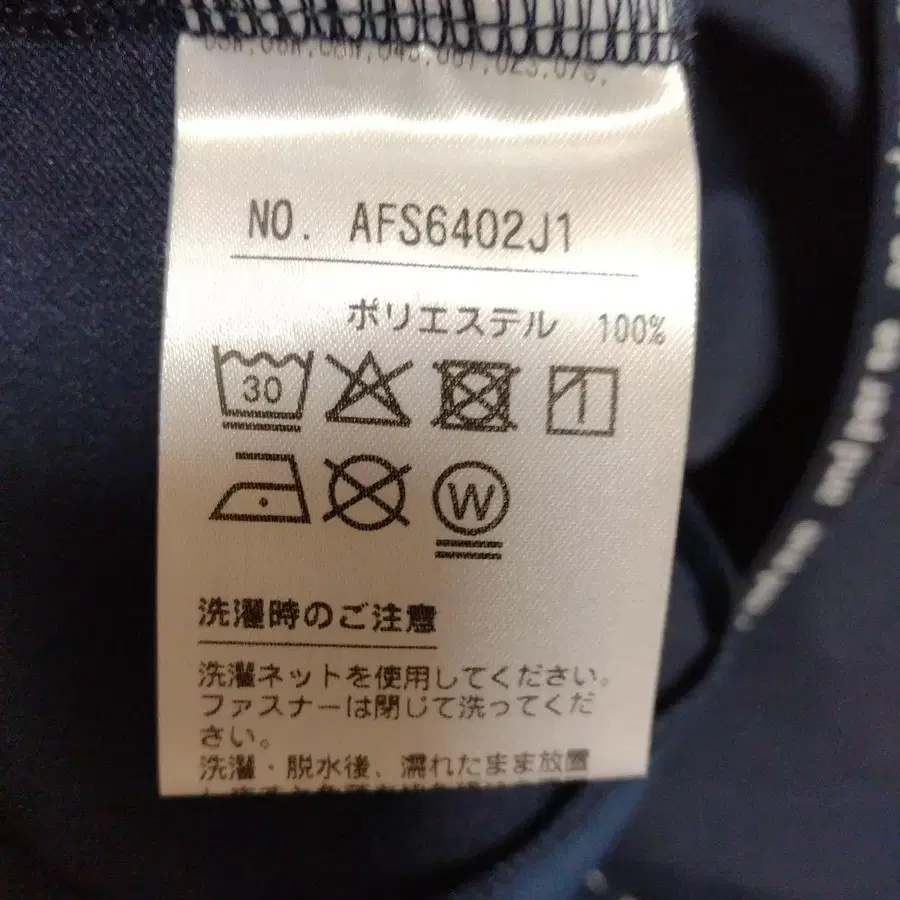 NO. AFS6402J1
ポリエステル 100%
30
W
洗濯時のご注意
洗濯ネットを使用してください。
ファスナーは閉じて洗ってくだ
さい。
洗濯・脱水後、濡れたまま放置